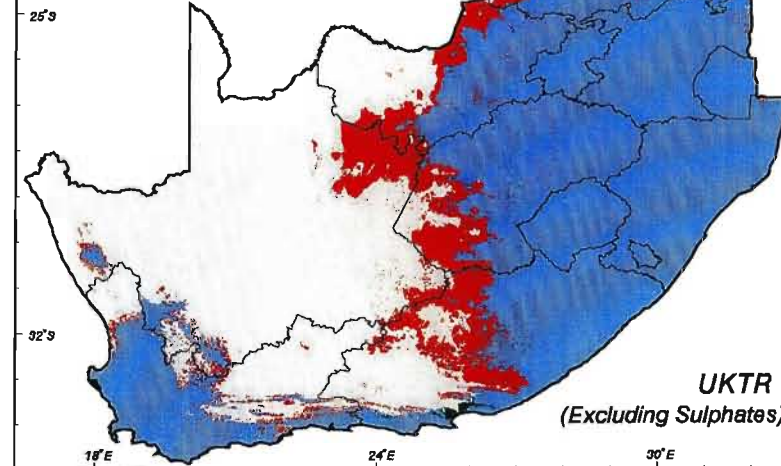 25°S
32°S
UKTR
(Excluding Sulphates)
18°E
24°E
30°E